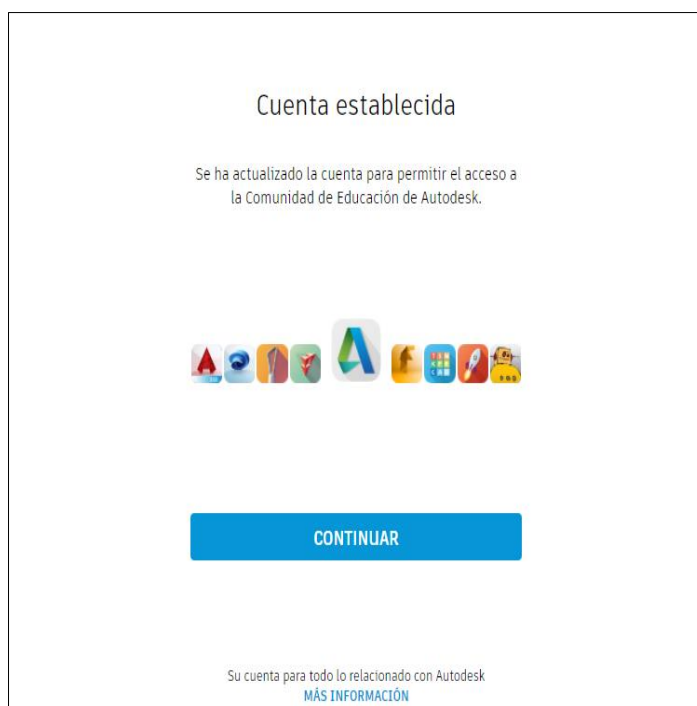 Cuenta establecida
Se ha actualizado la cuenta para permitir el acceso a
la Comunidad de Educación de Autodesk.
CONTINUAR
Su cuenta para todo lo relacionado con Autodesk
MÁS INFORMACIÓN